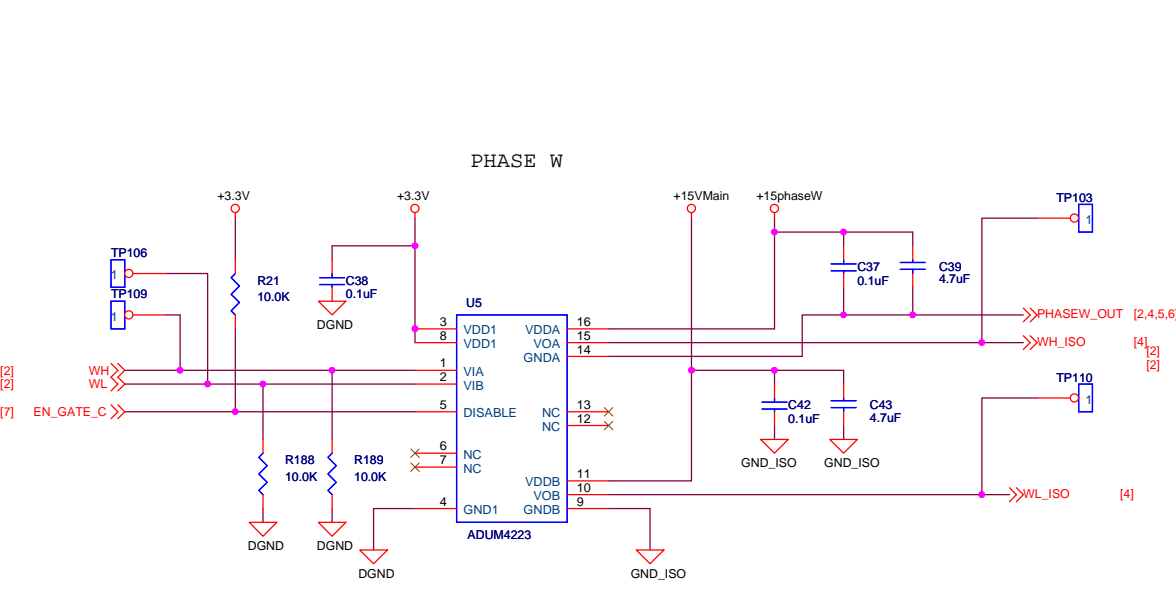 PHASE W
+3.3V
+3.3V
+15VMain
+15phaseW
TP103
1
TP106
1
R21
10.0K
C38
0.1uF
C37
0.1uF
C39
4.7uF
TP109
1
DGND
U5
3
VDD1
8
VDD1
VDDA
16
VOA
15
GNDA
14
PHASEW_OUT
[2,4,5,6]
WH_ISO
[4]
[2]
[2]
[2]
WH
1
VIA
[2]
WL
2
VIB
TP110
1
[7]
EN_GATE_C
5
DISABLE
NC
13
NC
12
C42
0.1uF
C43
4.7uF
6
NC
7
NC
R188
10.0K
R189
10.0K
GND_ISO
GND_ISO
VDDB
11
VOB
10
GNDB
9
WL_ISO
[4]
4
GND1
ADUM4223
DGND
DGND
DGND
GND_ISO